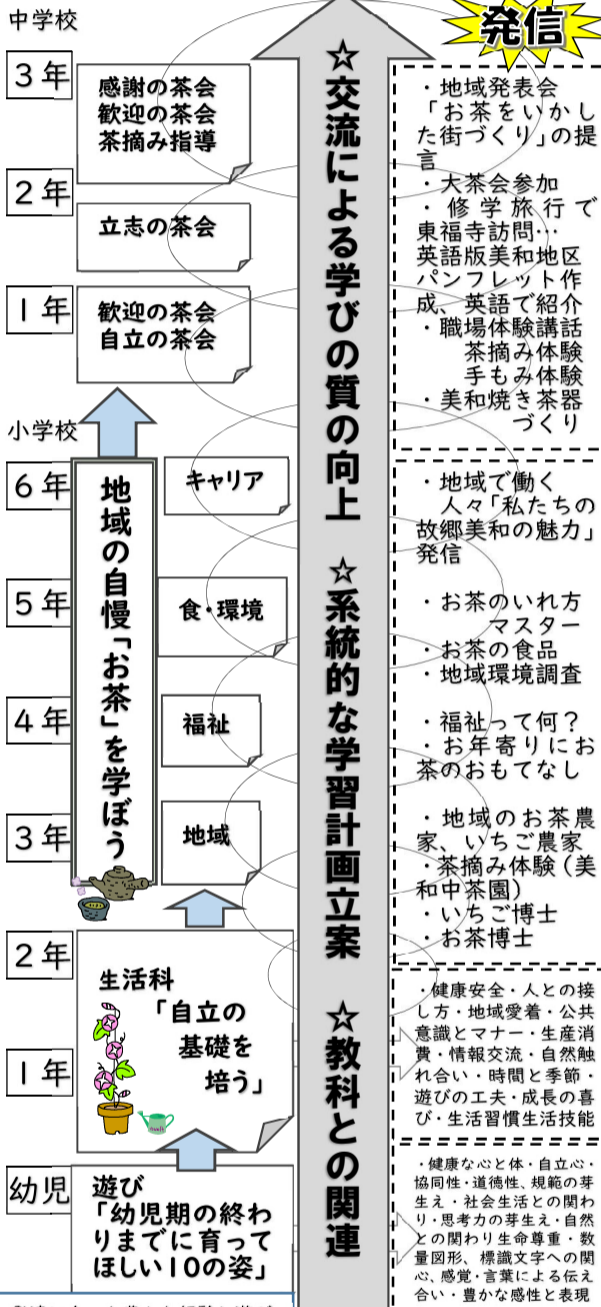 中学校
発信
3年
感謝の茶会
歓迎の茶会
茶摘み指導
2年
立志の茶会
1年
歓迎の茶会
自立の茶会
小学校
6年
キャリア
5年
食・環境
4年
福祉
3年
地域
地域の自慢「お茶」を学ぼう
2年
生活科
「自立の
基礎を
培う」
1年
幼児
遊び
「幼児期の終わ
りまでに育って
ほしい10の姿」
☆交流による学びの質の向上 ☆系統的な学習計画立案 ☆教科との関連
・地域発表会
「お茶をいかし
た街づくり」の提
言
・大茶会参加
・修学旅行で
東福寺訪問…
英語版美和地区
パンフレット作
成、英語で紹介
・職場体験講話
茶摘み体験
手もみ体験
・美和焼き茶器
づくり
・地域で働く
人々「私たちの
故郷美和の魅力」
発信
・お茶のいれ方
マスター
・お茶の食品
・地域環境調査
・福祉って何？
・お年寄りにお
茶のおもてなし
・地域のお茶農
家、いちご農家
・茶摘み体験（美
和中茶園）
・いちご博士
・お茶博士
・健康安全・人との接
し方・地域愛着・公共
意識とマナー・生産消
費・情報交流・自然触
れ合い・時間と季節・
遊びの工夫・成長の喜
び・生活習慣生活技能
・健康な心と体・自立心・
協同性・道徳性、規範の芽
生え・社会生活との関わ
り・思考力の芽生え・自然
との関わり生命尊重・数
量図形、標識文字への関
心、感覚・言葉による伝え
合い・豊かな感性と表現